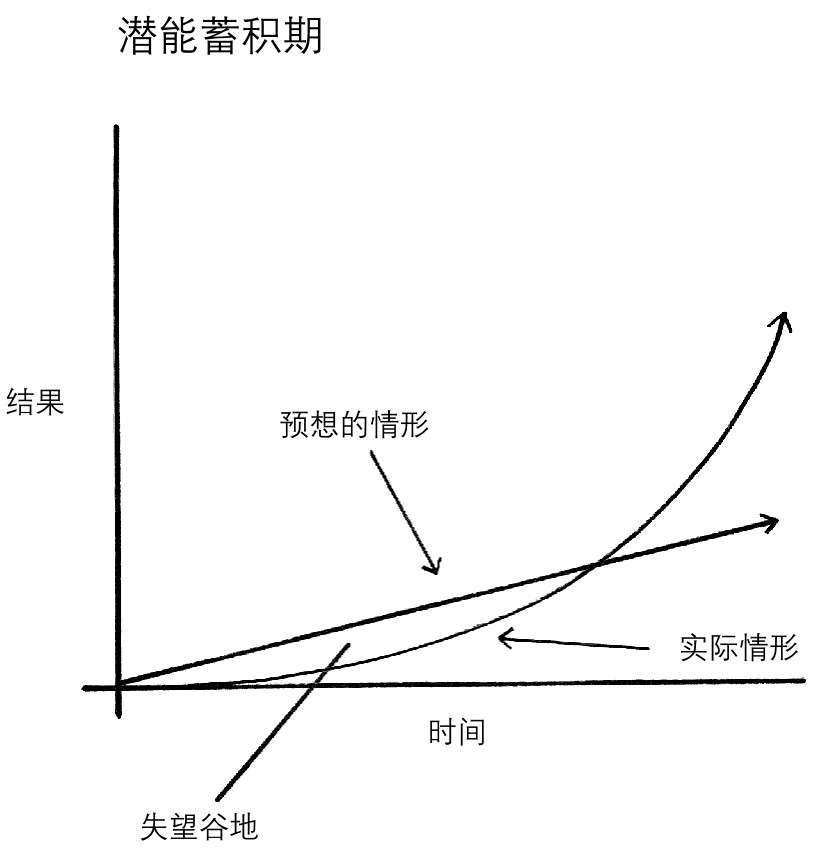 潜能蓄积期
结果
预想的情形
实际情形
时间
失望谷地